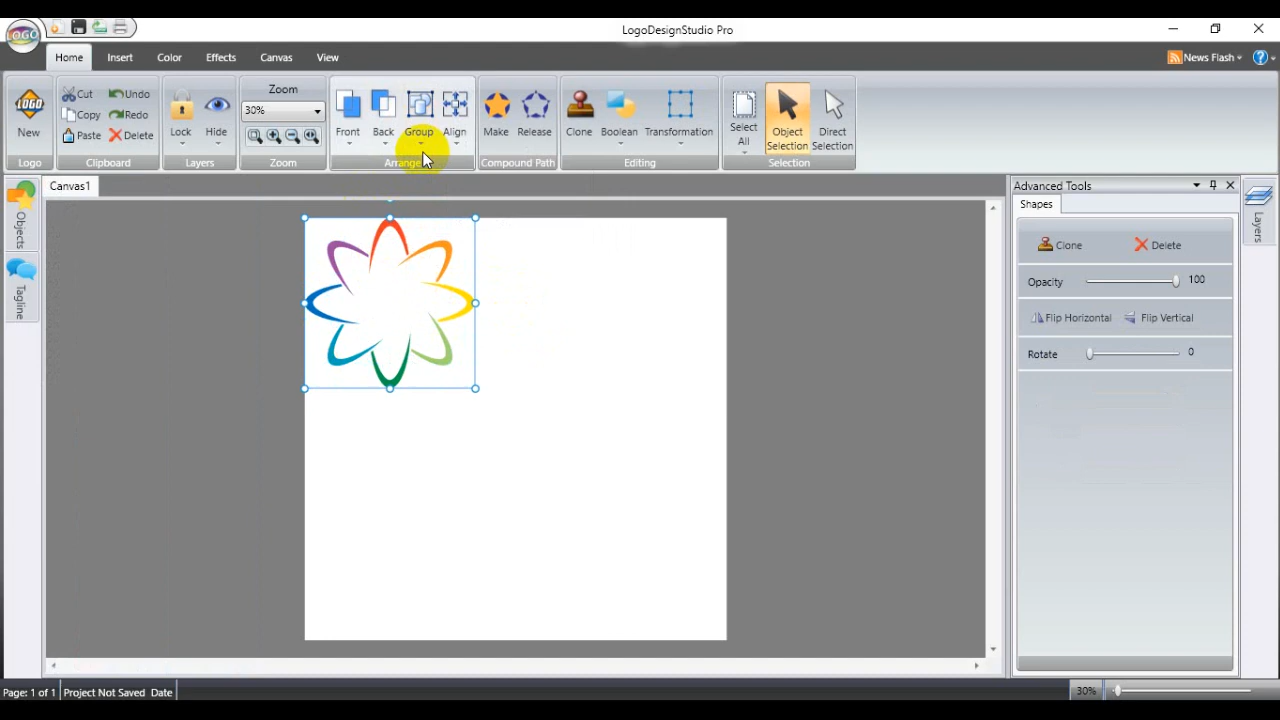 LogoDesignStudio Pro
LOGO
Home Insert Color Effects Canvas View
News Flash
?
LOGO
New
Logo
Cut
Copy
Paste
Undo
Redo
Delete
Clipboard
Lock
Hide
Layers
Zoom
30%
Zoom
Front
Back
Group
Align
Arrange
Make
Release
Compound Path
Clone
Boolean
Transformation
Editing
Select All
Object Selection
Direct Selection
Selection
Objects
Tagline
Canvas1
Advanced Tools
Shapes
Clone Delete
Opacity 100
Flip Horizontal Flip Vertical
Rotate 0
Layers
Page: 1 of 1 Project Not Saved Date
30%